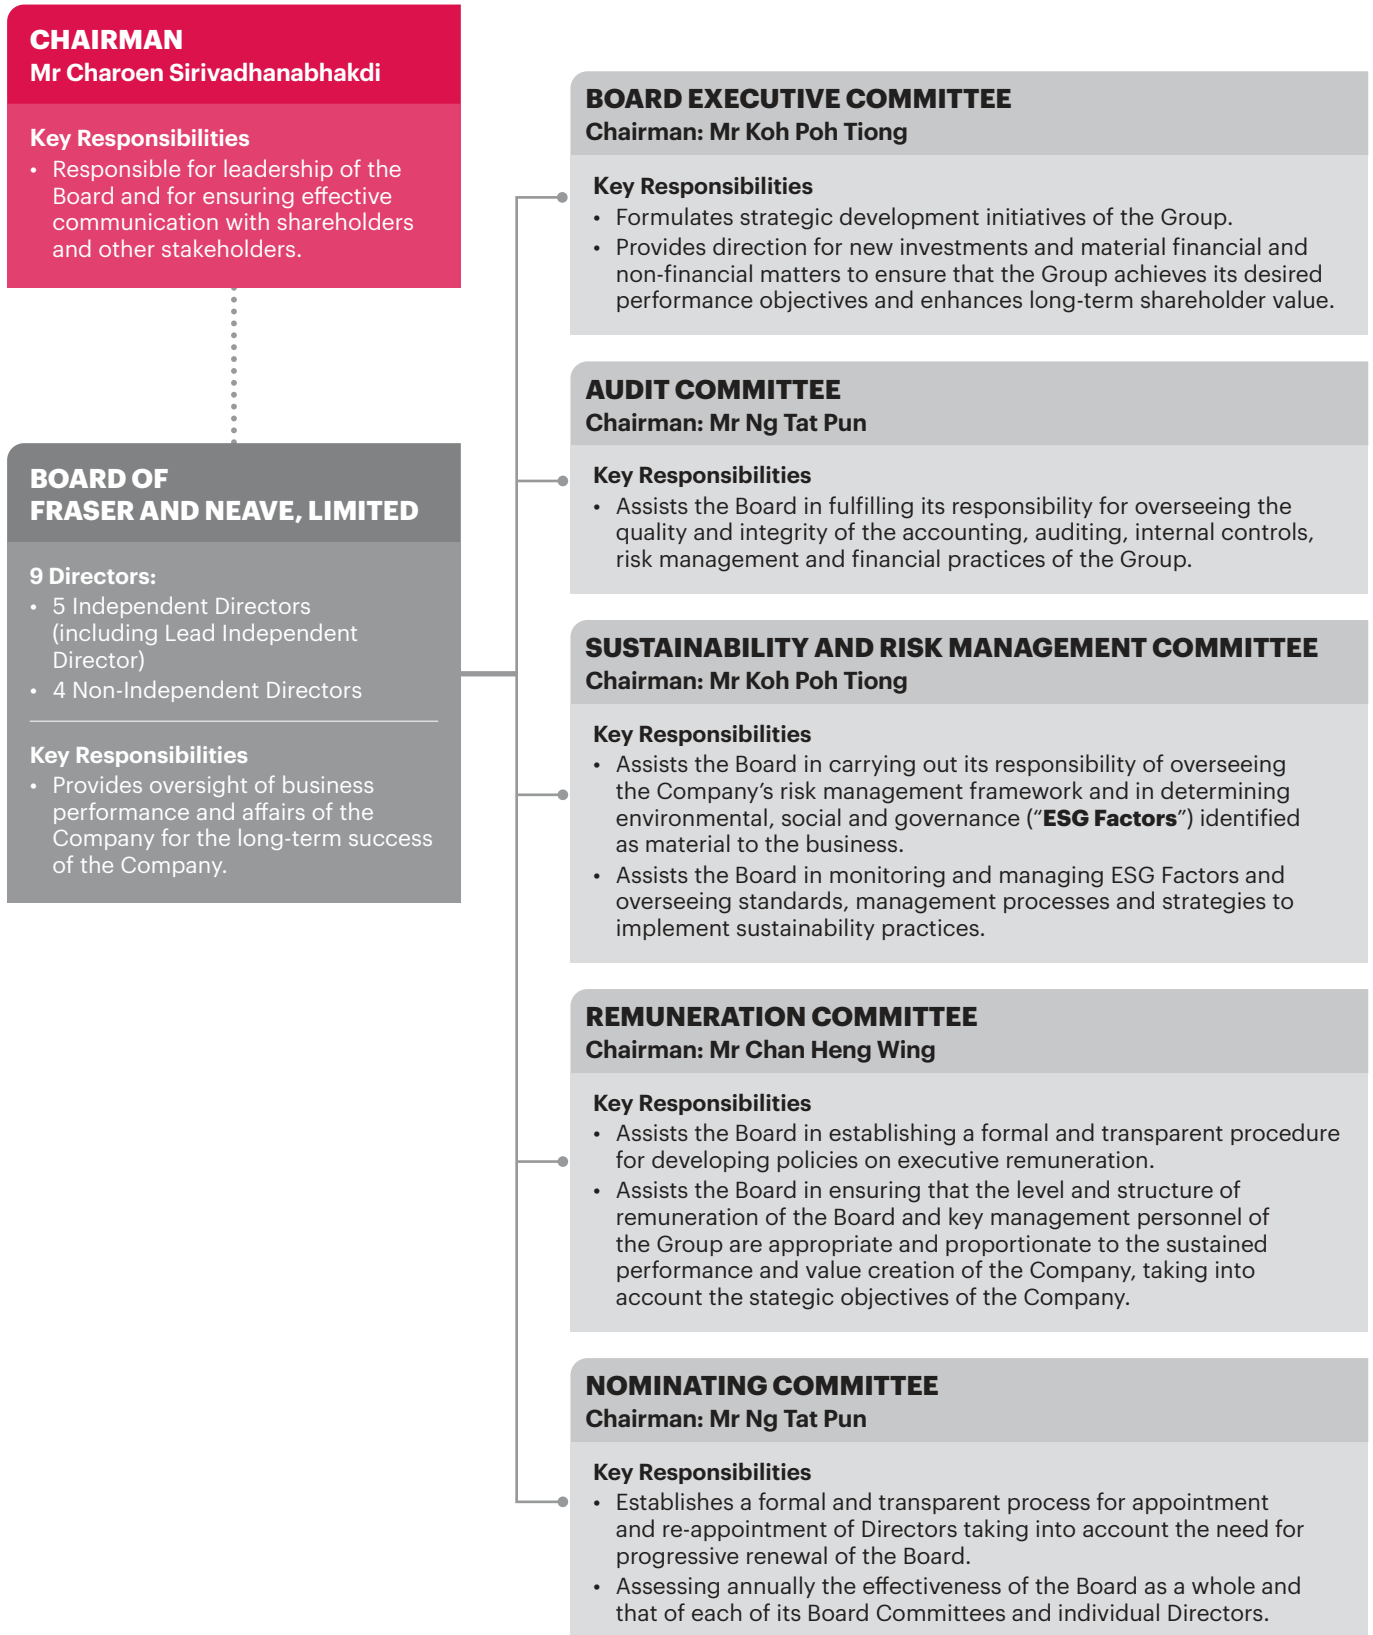 CHAIRMAN
Mr Charoen Sirivadhanabhakdi
Key Responsibilities
• Responsible for leadership of the
Board and for ensuring effective
communication with shareholders
and other stakeholders.
BOARD OF
FRASER AND NEAVE, LIMITED
9 Directors:
• 5 Independent Directors
(including Lead Independent
Director)
• 4 Non-Independent Directors
Key Responsibilities
• Provides oversight of business
performance and affairs of the
Company for the long-term success
of the Company.
BOARD EXECUTIVE COMMITTEE
Chairman: Mr Koh Poh Tiong
Key Responsibilities
• Formulates strategic development initiatives of the Group.
• Provides direction for new investments and material financial and
non-financial matters to ensure that the Group achieves its desired
performance objectives and enhances long-term shareholder value.
AUDIT COMMITTEE
Chairman: Mr Ng Tat Pun
Key Responsibilities
• Assists the Board in fulfilling its responsibility for overseeing the
quality and integrity of the accounting, auditing, internal controls,
risk management and financial practices of the Group.
SUSTAINABILITY AND RISK MANAGEMENT COMMITTEE
Chairman: Mr Koh Poh Tiong
Key Responsibilities
• Assists the Board in carrying out its responsibility of overseeing
the Company's risk management framework and in determining
environmental, social and governance (“ESG Factors”) identified
as material to the business.
• Assists the Board in monitoring and managing ESG Factors and
overseeing standards, management processes and strategies to
implement sustainability practices.
REMUNERATION COMMITTEE
Chairman: Mr Chan Heng Wing
Key Responsibilities
• Assists the Board in establishing a formal and transparent procedure
for developing policies on executive remuneration.
• Assists the Board in ensuring that the level and structure of
remuneration of the Board and key management personnel of
the Group are appropriate and proportionate to the sustained
performance and value creation of the Company, taking into
account the stategic objectives of the Company.
NOMINATING COMMITTEE
Chairman: Mr Ng Tat Pun
Key Responsibilities
• Establishes a formal and transparent process for appointment
and re-appointment of Directors taking into account the need for
progressive renewal of the Board.
• Assessing annually the effectiveness of the Board as a whole and
that of each of its Board Committees and individual Directors.